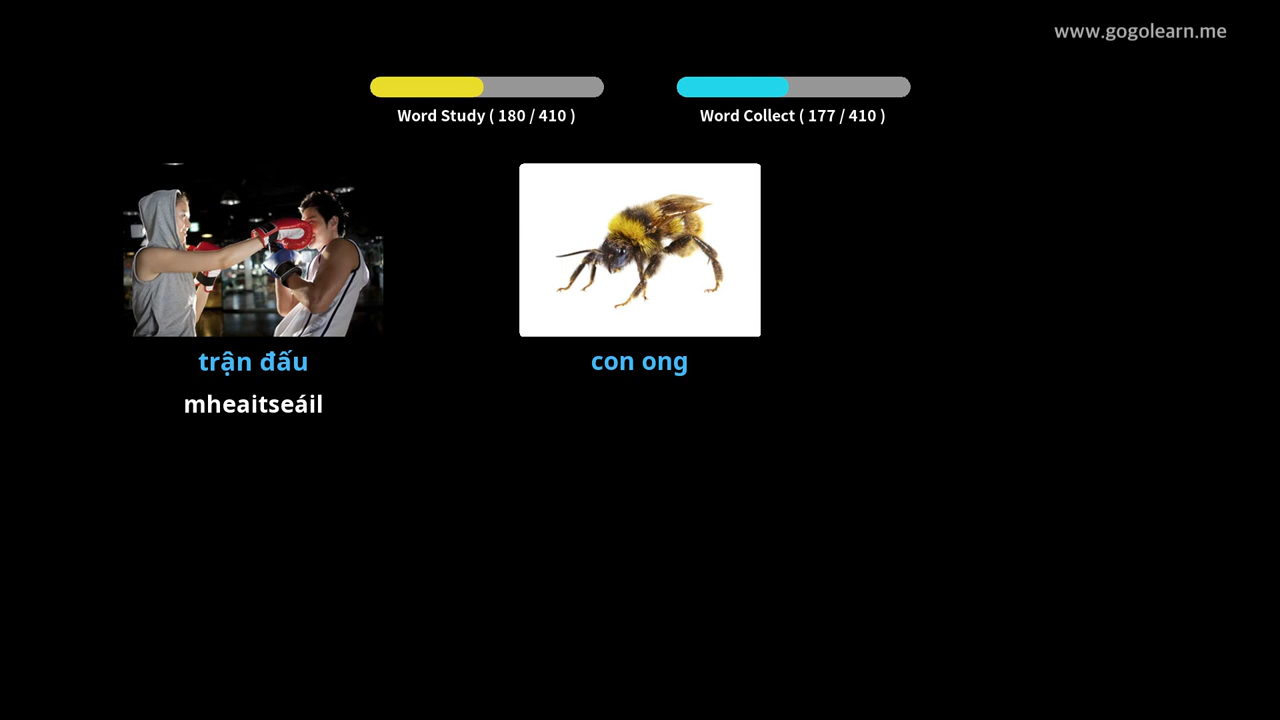 www.gogolearn.me
Word Study ( 180 / 410 )
Word Collect ( 177 / 410 )
trận đấu
con ong
mheaitseáil